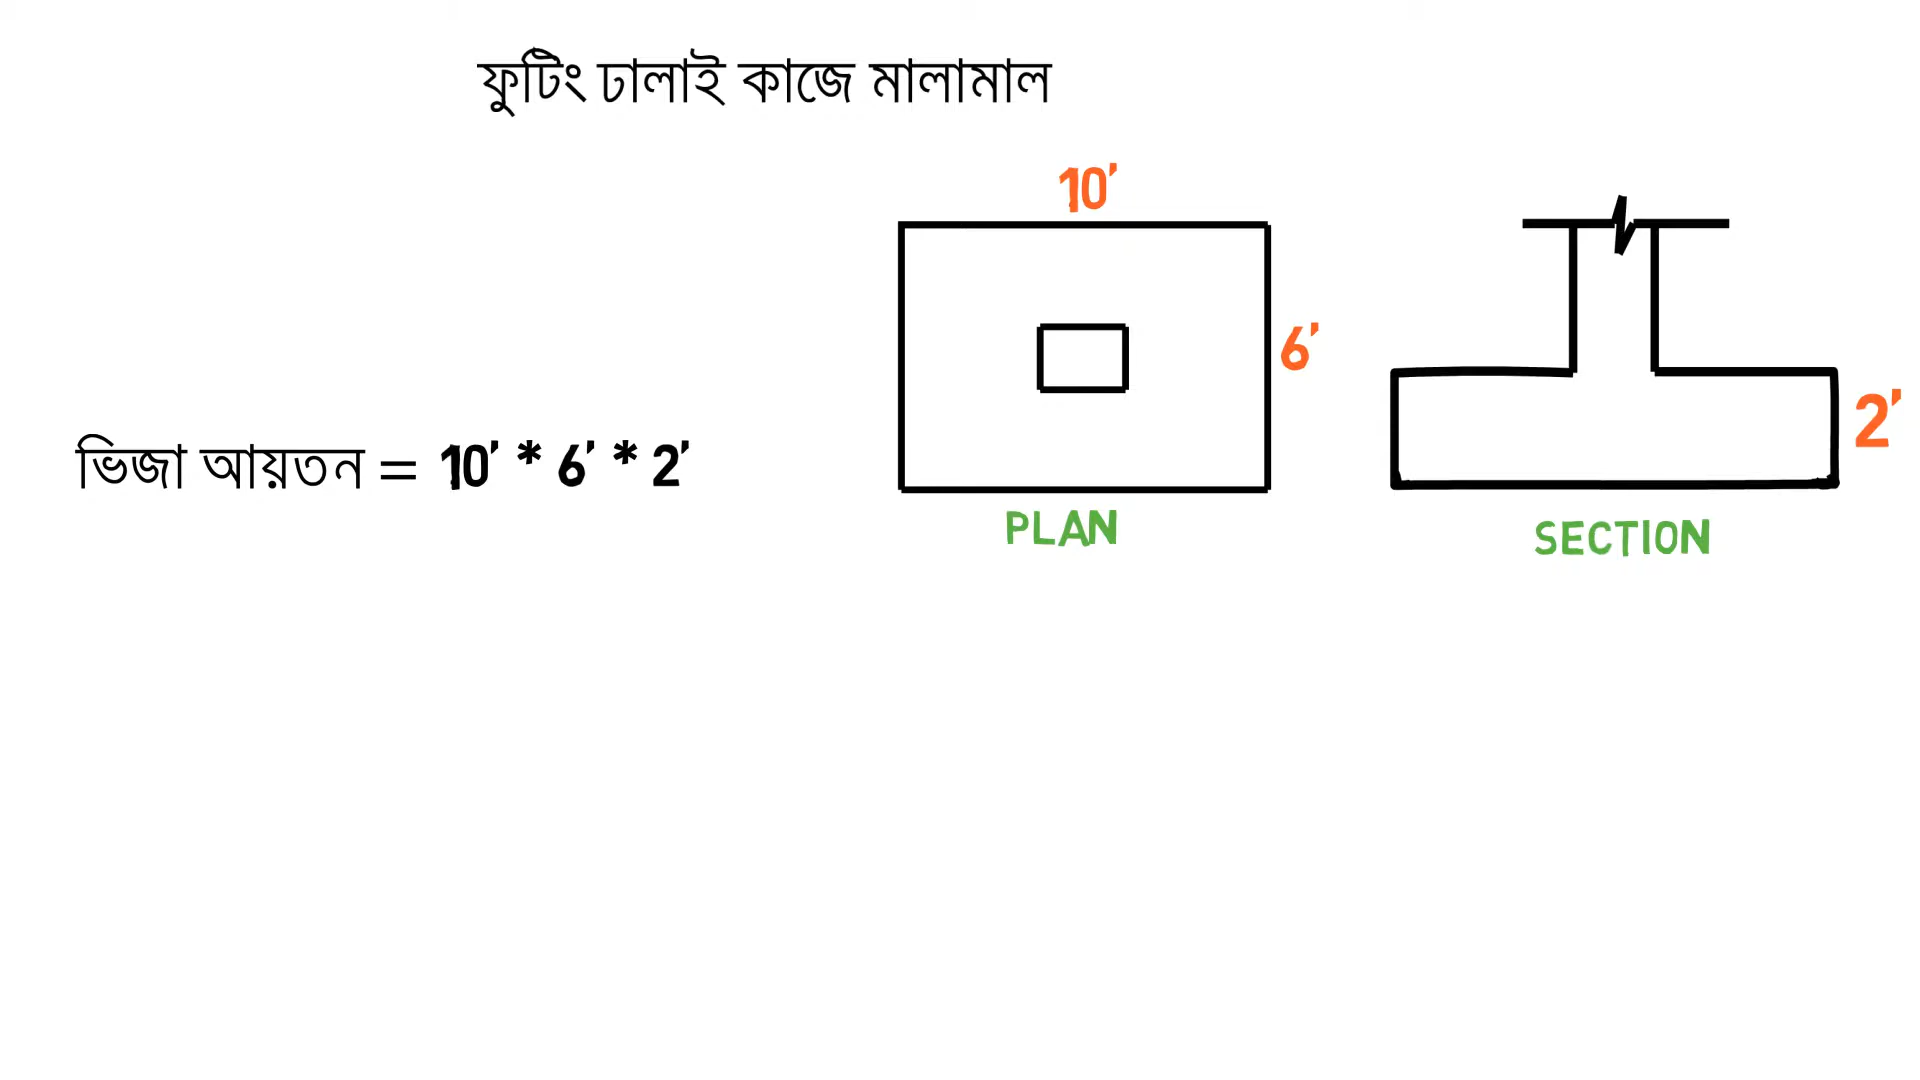 ফুটিং ঢালাই কাজে মালামাল
10'
6'
2'
ভিজা আয়তন = 10' * 6' * 2'
PLAN
SECTION